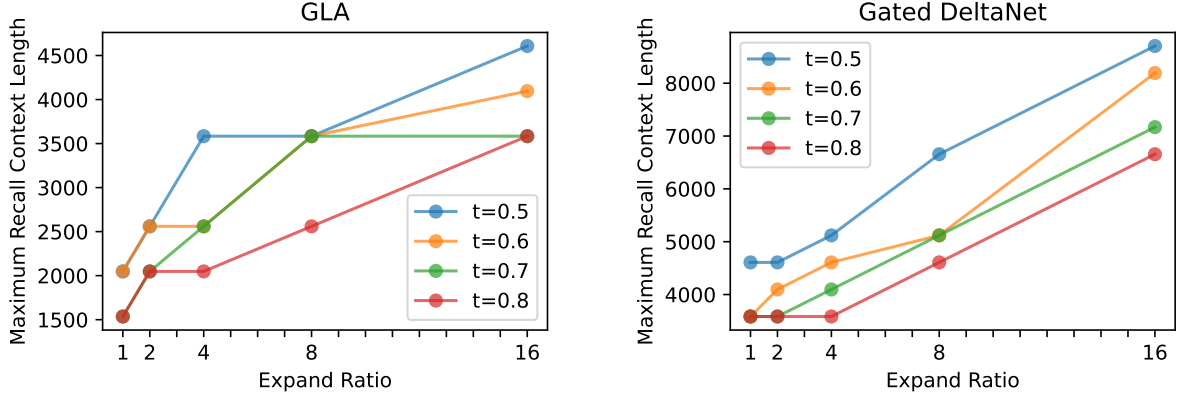 GLA
Maximum Recall Context Length
4500
4000
3500
3000
2500
2000
1500
t=0.5
t=0.6
t=0.7
t=0.8
1 2 4 8 16
Expand Ratio
Gated DeltaNet
Maximum Recall Context Length
8000
7000
6000
5000
4000
t=0.5
t=0.6
t=0.7
t=0.8
1 2 4 8 16
Expand Ratio